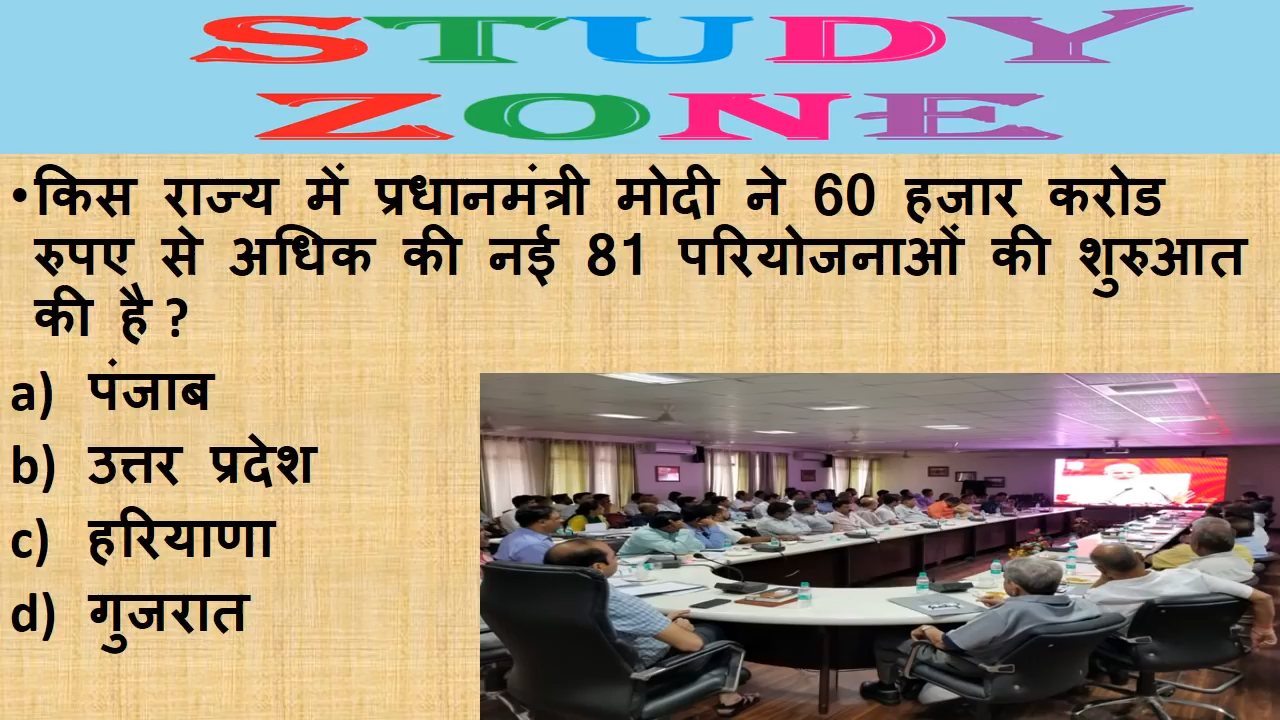 STUDY
ZONE
•किस राज्य में प्रधानमंत्री मोदी ने 60 हजार करोड
रुपए से अधिक की नई 81 परियोजनाओं की शुरुआत
की है ?
a) पंजाब
b) उत्तर प्रदेश
c) हरियाणा
d) गुजरात